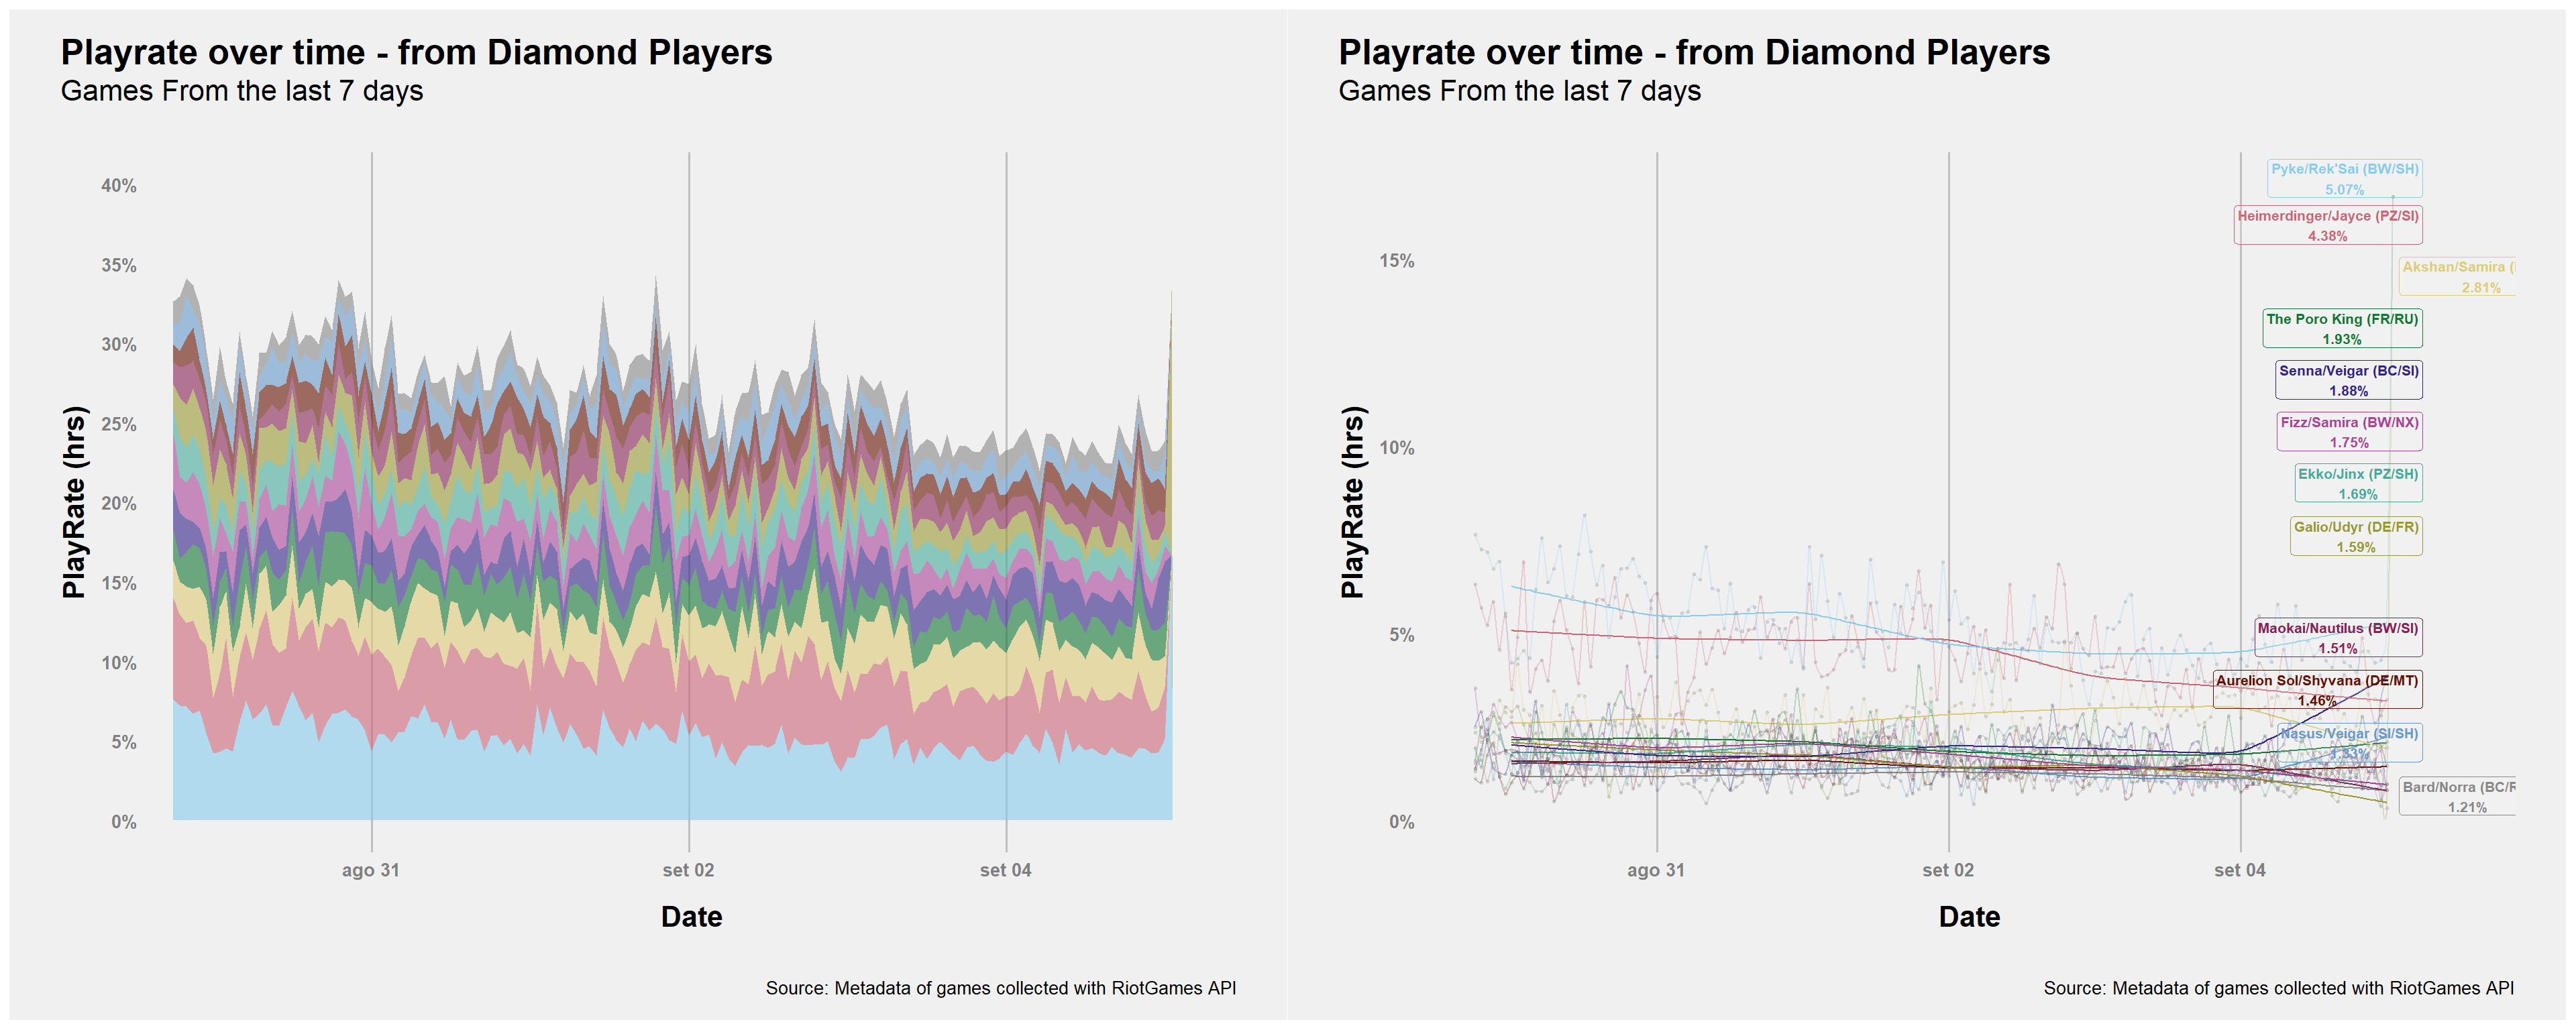 Playrate over time - from Diamond Players
Games From the last 7 days
40%
35%
30%
25%
20%
15%
10%
5%
0%
PlayRate (hrs)
ago 31
set 02
set 04
Date
Source: Metadata of games collected with RiotGames API
Playrate over time - from Diamond Players
Games From the last 7 days
15%
10%
5%
0%
PlayRate (hrs)
Pyke/Rek'Sai (BW/SH)
5.07%
Heimerdinger/Jayce (PZ/SI)
4.38%
Akshan/Samira
2.81%
The Poro King (FR/RU)
1.93%
Senna/Veigar (BC/SI)
1.88%
Fizz/Samira (BW/NX)
1.75%
Ekko/Jinx (PZ/SH)
1.69%
Galio/Udyr (DE/FR)
1.59%
Maokai/Nautilus (BW/SI)
1.51%
Aurelion Sol/Shyvana (DE/MT)
1.46%
Nasus/Veigar (SI/SH)
1.33%
Bard/Norra (BC/
1.21%
ago 31
set 02
set 04
Date
Source: Metadata of games collected with RiotGames API